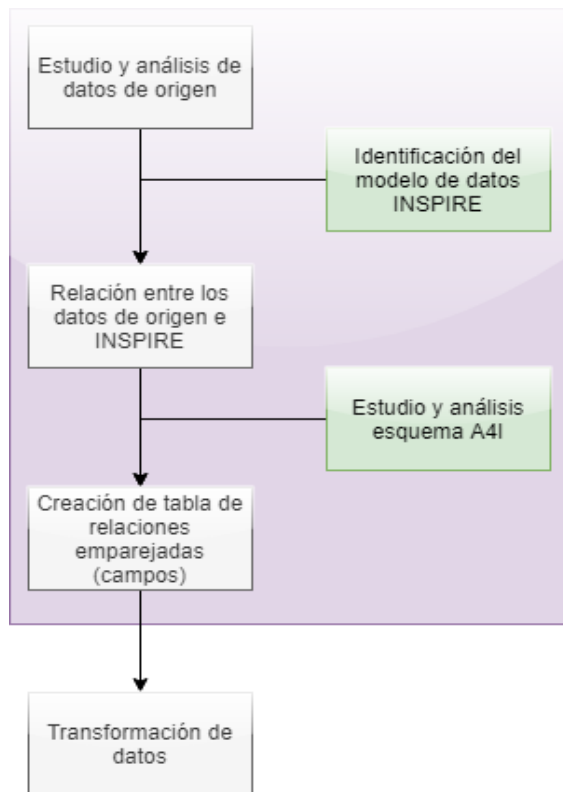 Estudio y análisis de
datos de origen
Identificación del
modelo de datos
INSPIRE
Relación entre los
datos de origen e
INSPIRE
Estudio y análisis
esquema A4I
Creación de tabla de
relaciones
emparejadas
(campos)
Transformación de
datos